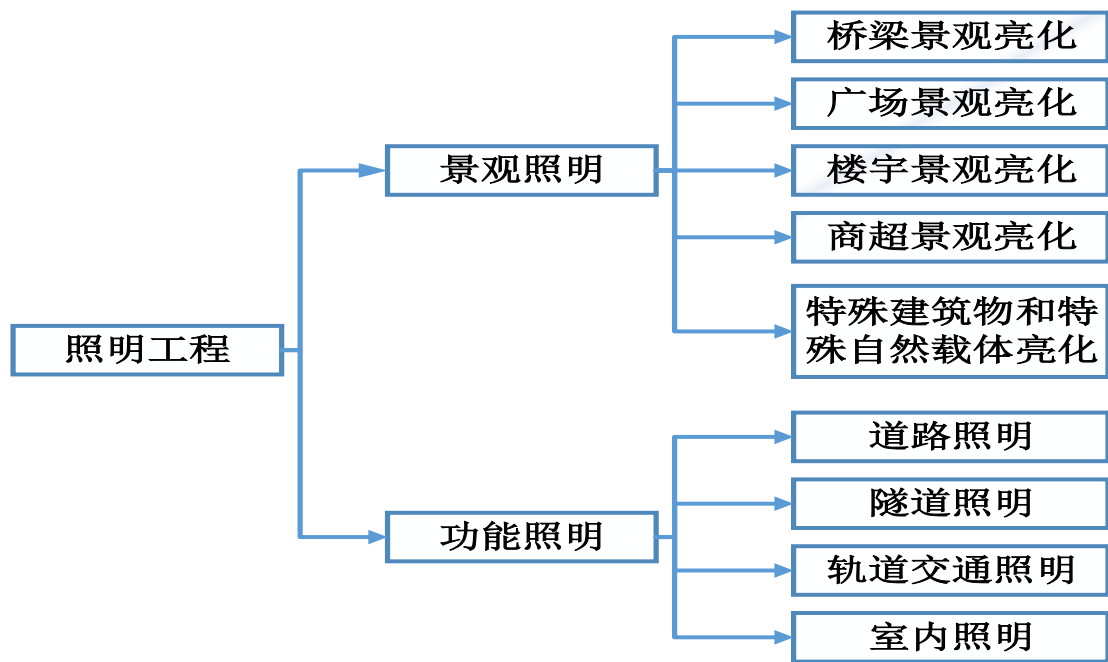 桥梁景观亮化
广场景观亮化
景观照明
楼宇景观亮化
商超景观亮化
特殊建筑物和特
殊自然载体亮化
照明工程
道路照明
隧道照明
功能照明
轨道交通照明
室内照明